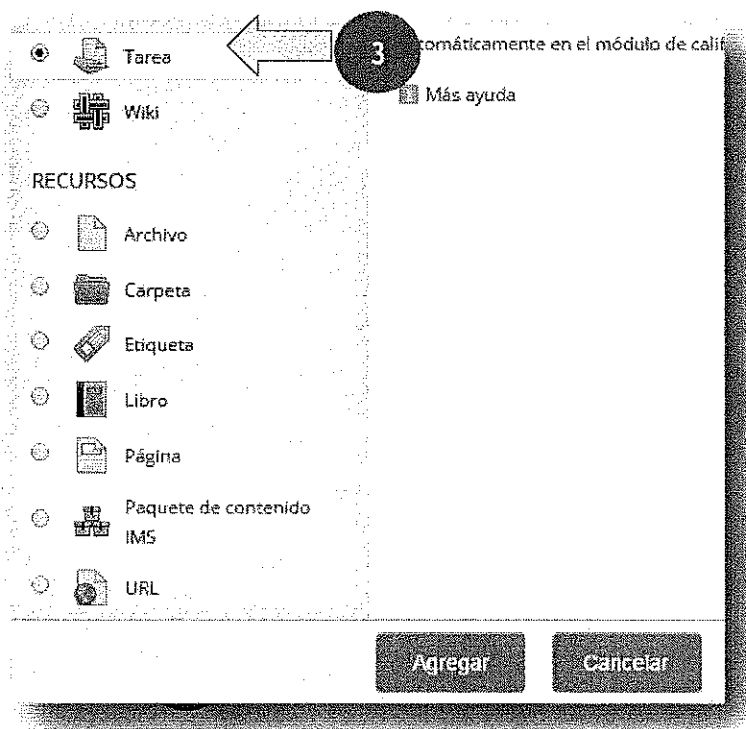 Tarea
3
tomáticamente en el módulo de calif
Wiki
Más ayuda
RECURSOS
Archivo
Carpeta
Etiqueta
Libro
Página
Paquete de contenido
IMS
URL
Agregar
Cancelar